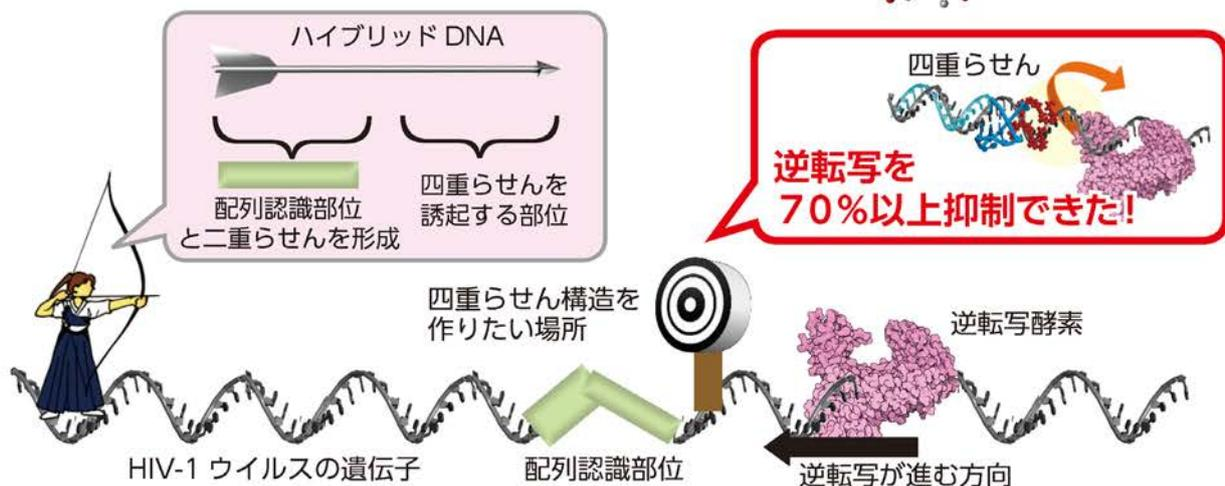 ハイブリッド DNA
配列認識部位
と二重らせんを形成
四重らせんを
誘起する部位
四重らせん
逆転写を
70%以上抑制できた!
四重らせん構造を
作りたい場所
逆転写酵素
HIV-1 ウイルスの遺伝子
配列認識部位
逆転写が進む方向